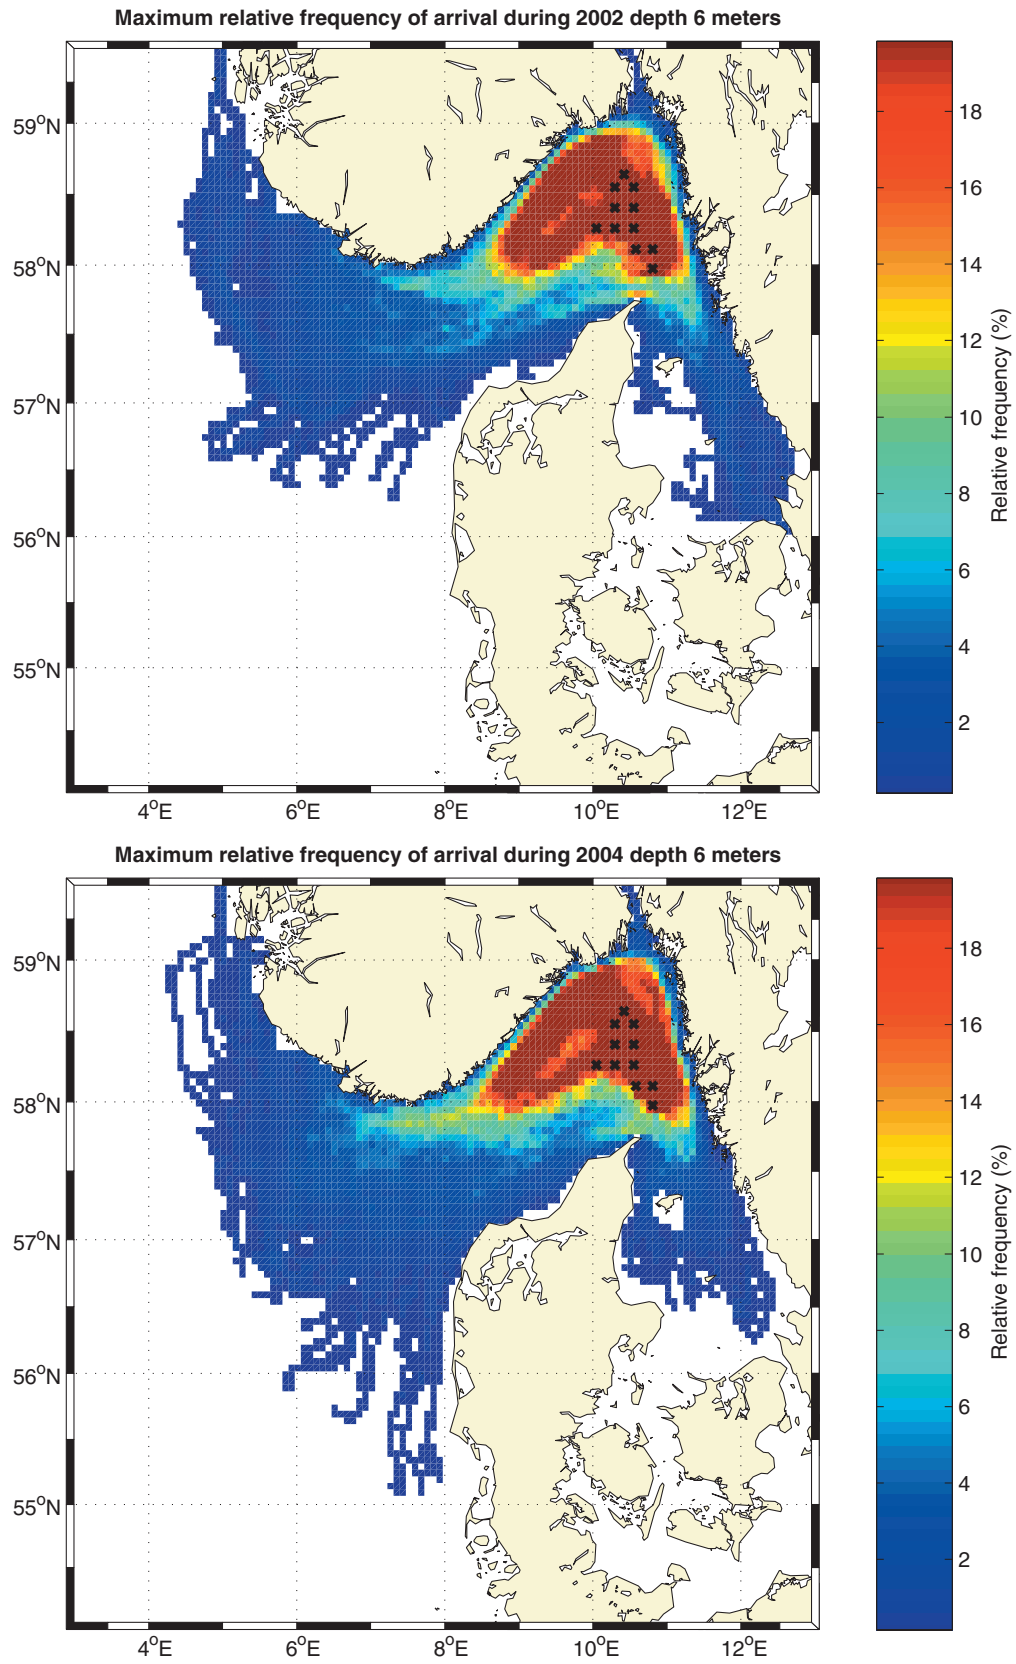 Maximum relative frequency of arrival during 2002 depth 6 meters
59°N
58°N
57°N
56°N
55°N
4°E 6°E 8°E 10°E 12°E
18
16
14
12
10
8
6
4
2
Relative frequency (%)
Maximum relative frequency of arrival during 2004 depth 6 meters
59°N
58°N
57°N
56°N
55°N
4°E 6°E 8°E 10°E 12°E
18
16
14
12
10
8
6
4
2
Relative frequency (%)